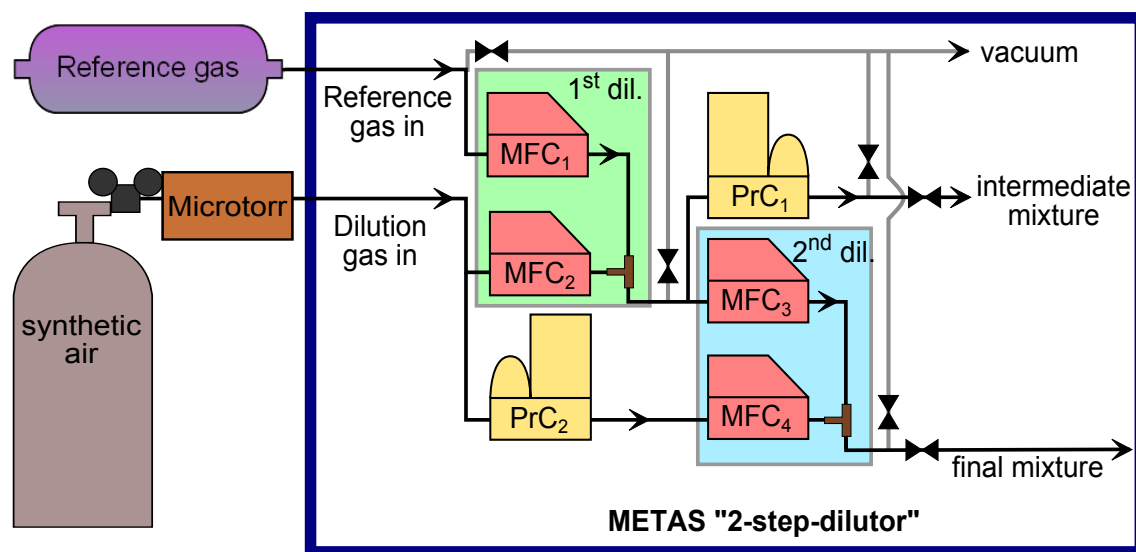 Reference gas
Reference
gas in
1st dil.
vacuum
MFC1
PrC1
intermediate
mixture
Microtorr
Dilution
gas in
MFC2
2nd dil.
MFC3
synthetic
air
PrC2
MFC4
final mixture
METAS "2-step-dilutor"